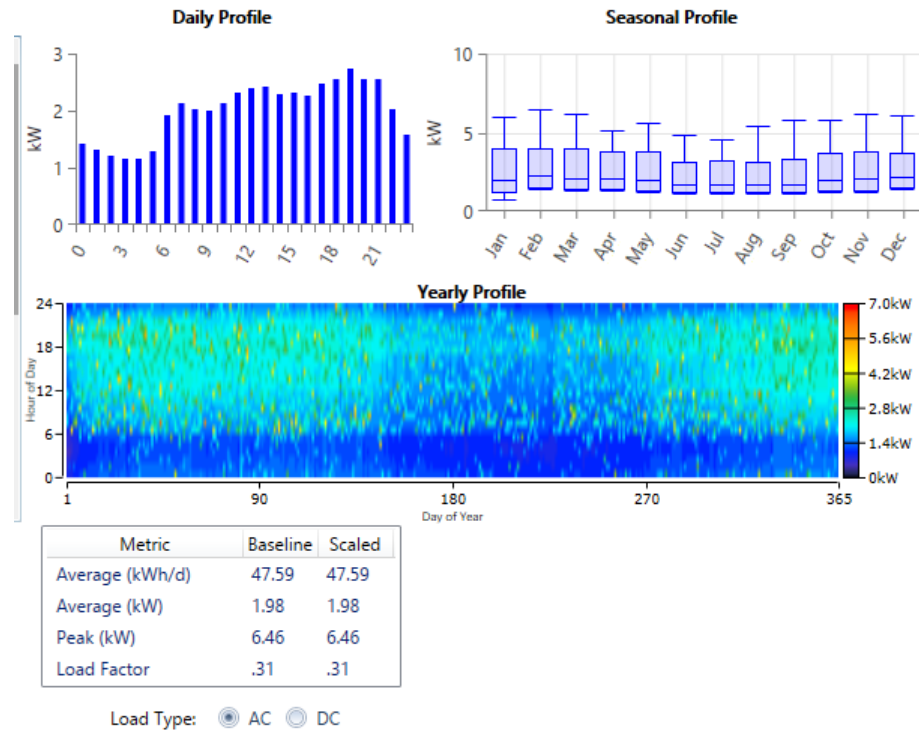 Daily Profile
Seasonal Profile
3
2
1
0
kW
0 3 6 9 12 15 18 21
10
5
0
kW
Jan Feb Mar Apr May Jun Jul Aug Sep Oct Nov Dec
Yearly Profile
24
18
12
6
0
Hour of Day
1 90 180 270 365
Day of Year
7.0kW
5.6kW
4.2kW
2.8kW
1.4kW
0kW
Metric Baseline Scaled
Average (kWh/d) 47.59 47.59
Average (kW) 1.98 1.98
Peak (kW) 6.46 6.46
Load Factor .31 .31
Load Type: AC DC